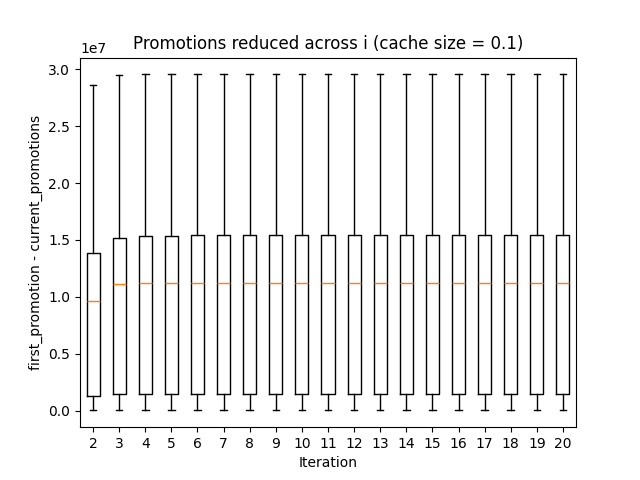 Promotions reduced across i (cache size = 0.1)
1e7
3.0
2.5
2.0
1.5
1.0
0.5
0.0
first_promotion - current_promotions
2 3 4 5 6 7 8 9 10 11 12 13 14 15 16 17 18 19 20
Iteration